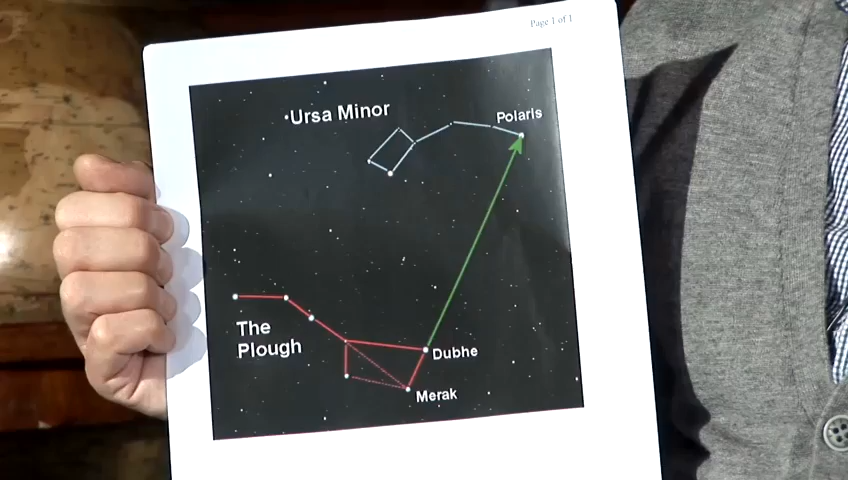 Page 1 of 1
Ursa Minor
Polaris
The
Plough
Dubhe
Merak